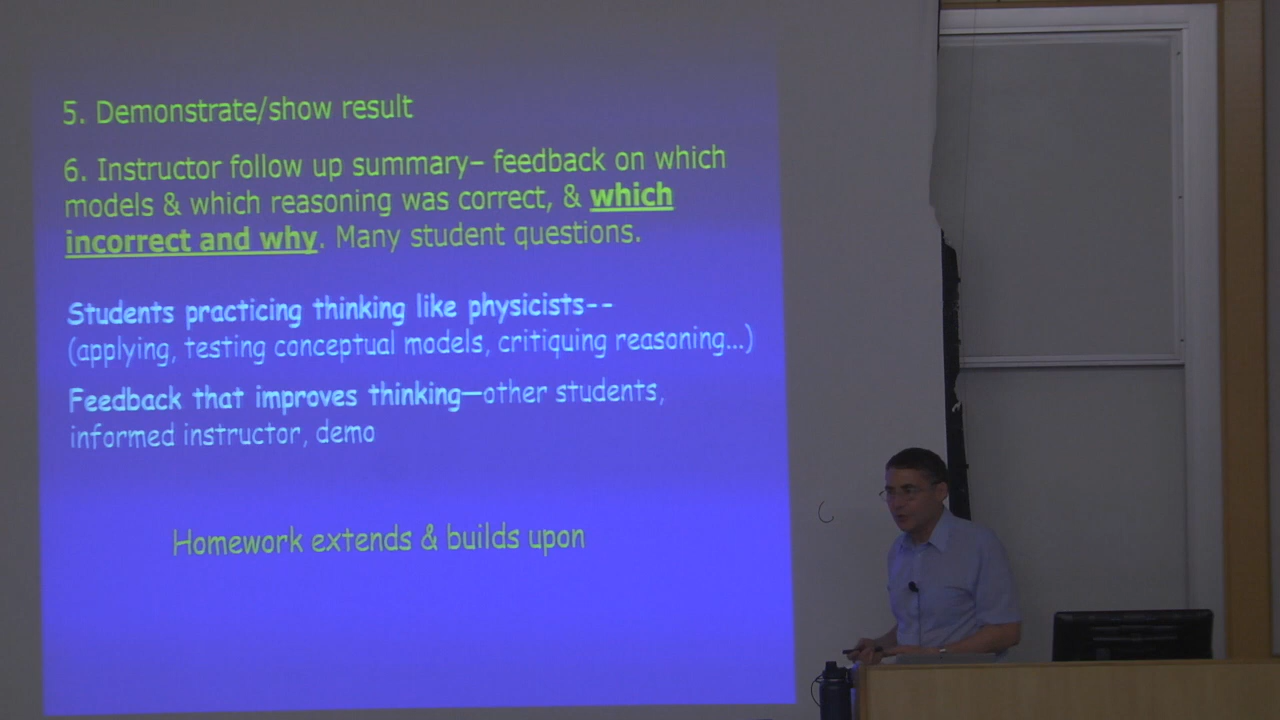 5. Demonstrate/show result
6. Instructor follow up summary– feedback on which
models & which reasoning was correct, & which
incorrect and why. Many student questions.
Students practicing thinking like physicists--
(applying, testing conceptual models, critiquing reasoning...)
Feedback that improves thinking—other students,
informed instructor, demo
Homework extends & builds upon